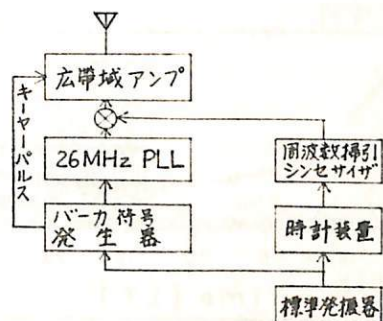 広帯域アンプ
キーヤーパルス
26MHz PLL
周波数掃引
シンセサイザ
バーカ符号
発生器
時計装置
標準発振器